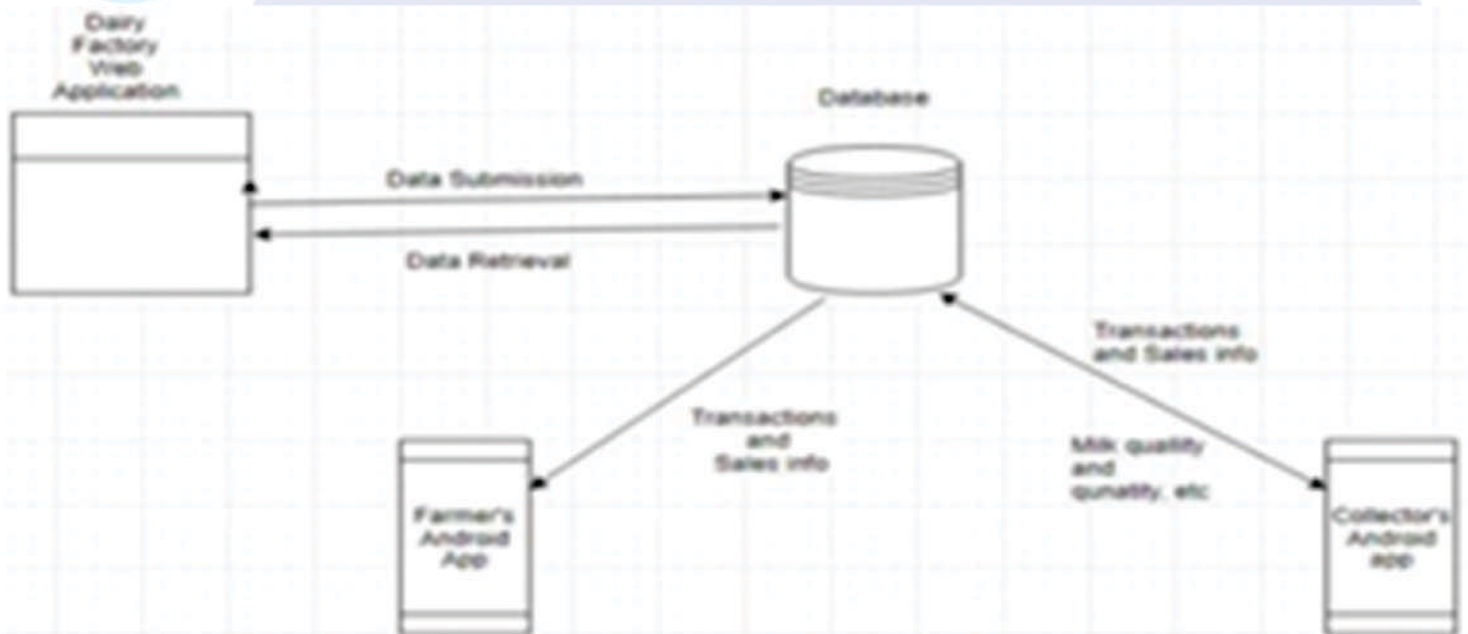 Dairy
Factory
Web
Application
Database
Data Submission
Data Retrieval
Transactions
and Sales info
Transactions
and
Sales info
Milk quallity
and
qunatity, etc
Farmer's
Android
App
Collector's
Android
app